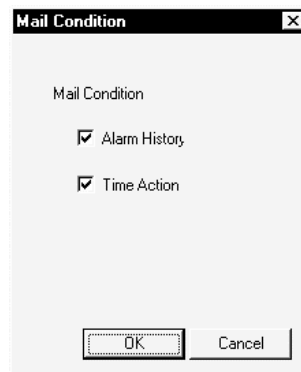 Mail Condition
Mail Condition
Alarm History
Time Action
OK
Cancel